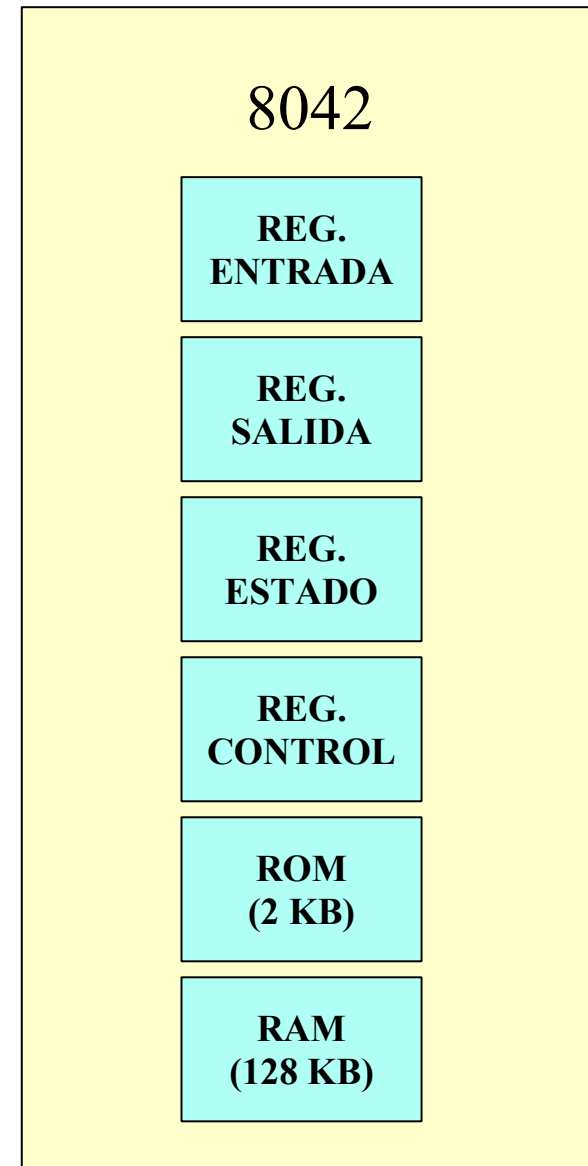 8042
REG.
ENTRADA
REG.
SALIDA
REG.
ESTADO
REG.
CONTROL
ROM
(2 KB)
RAM
(128 KB)